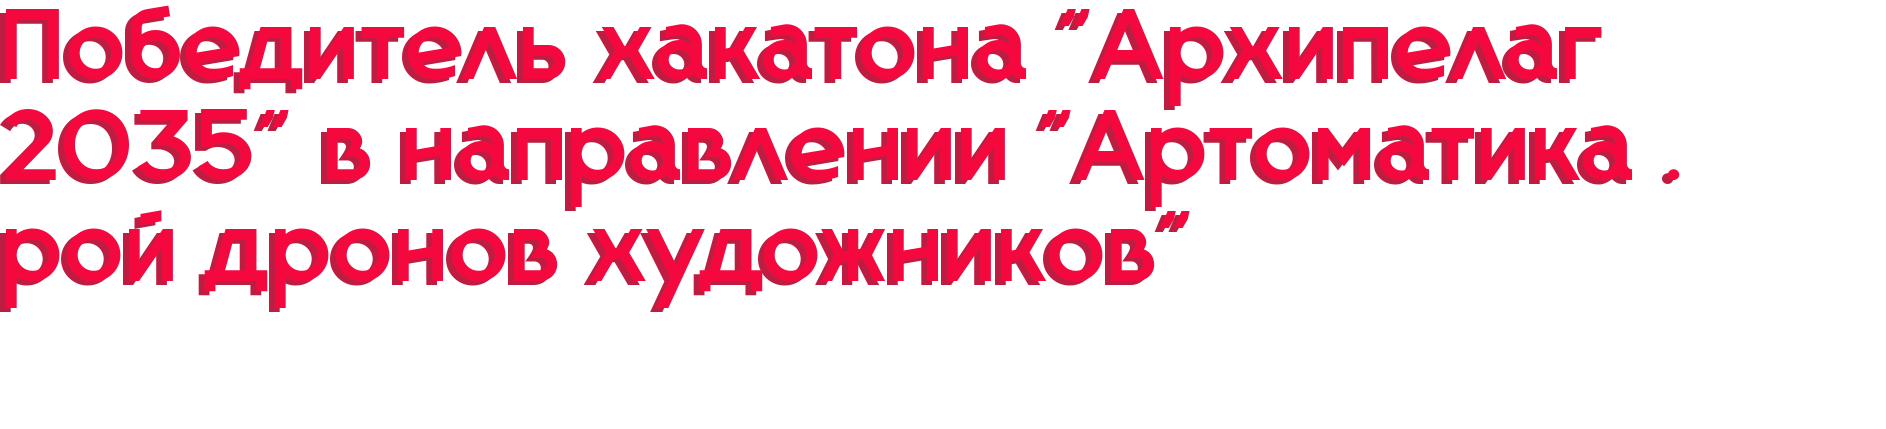 Победитель хакатона "Архипелаг
2035" в направлении "Артоматика .
рой дронов художников"